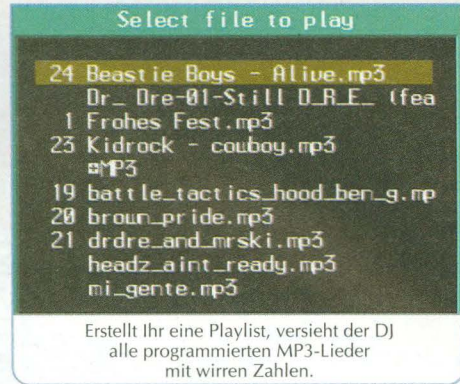 Select file to play
24 Beastie Boys - Alive.mp3
Dr_ Dre-01-Still D_R_E_ (fea
1 Frohes Fest.mp3
23 Kidrock - cowboy.mp3
MP3
19 battle_tactics_hood_ben_g.mp
20 brown_pride.mp3
21 drdre_and_mrski.mp3
headz_aint_ready.mp3
mi_gente.mp3
Erstellt Ihr eine Playlist, versieht der DJ
alle programmierten MP3-Lieder
mit wirren Zahlen.